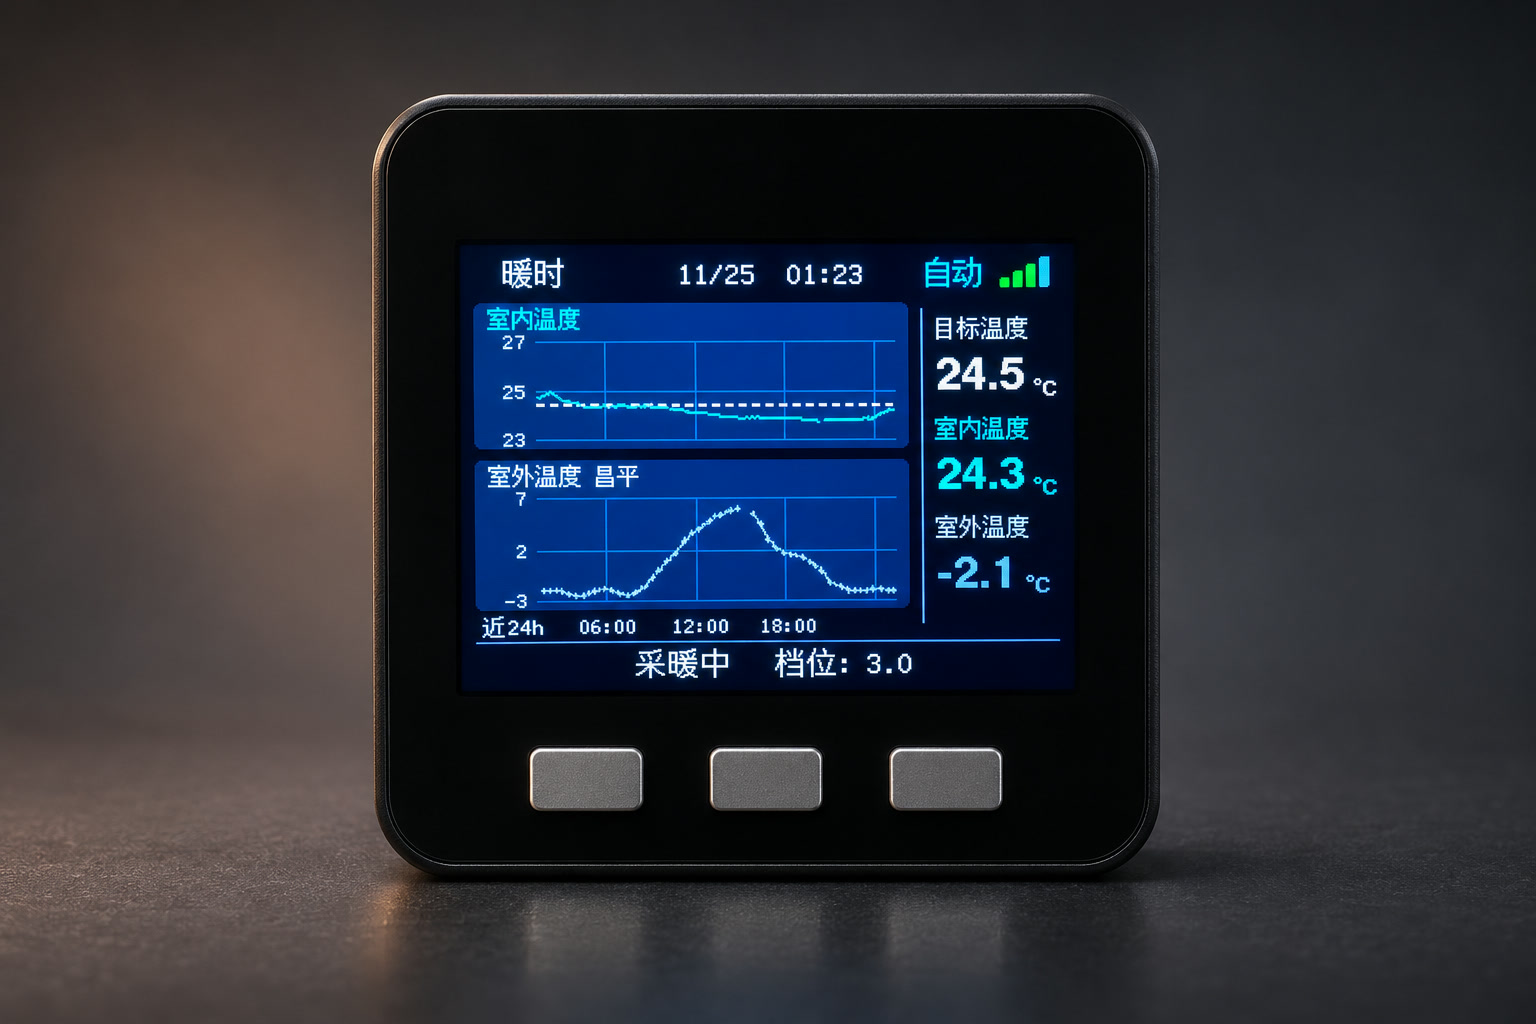 暖时 11/25 01:23 自动
室内温度
27
25
23
室外温度 昌平
7
2
-3
近24h 06:00 12:00 18:00
目标温度
24.5 °C
室内温度
24.3 °C
室外温度
-2.1 °C
采暖中 档位: 3.0